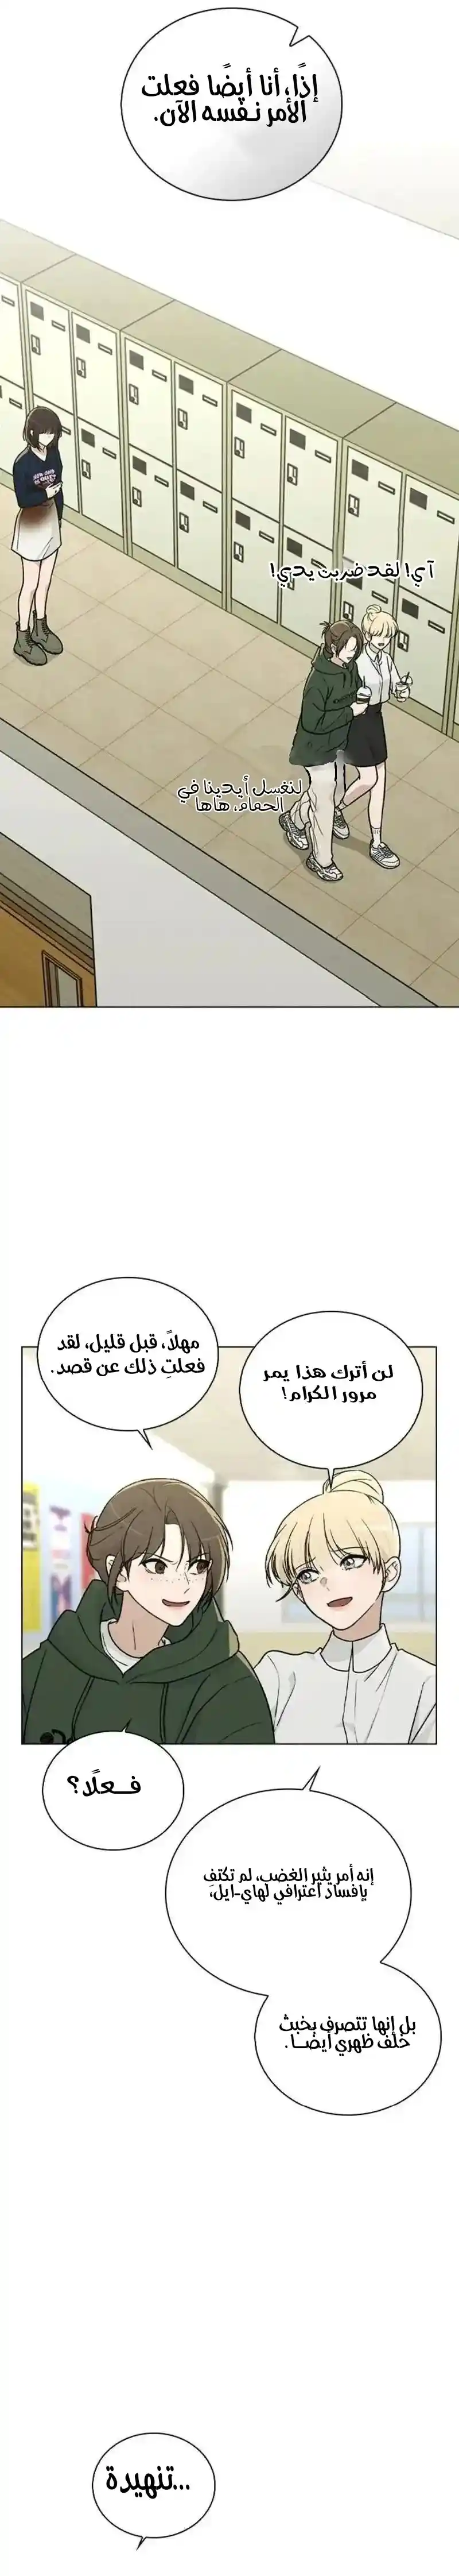 إذًا، أنا أيضًا فعلت
الأمر نفسه الآن.
آي! لقد ضربت يدي!
لنغسل أيدينا في
الحمام، هاها
مهلاً، قبل قليل، لقد
فعلتِ ذلك عن قصد.
لن أترك هذا يمر
مرور الكرام!
فـعلًا؟
إنه أمر يثير الغضب، لم تكتفِ
بإفساد اعترافي لهاي-ايل،
بل إنها تتصرف بخبث
خلف ظهري أيضـًا.
...تنهيدة